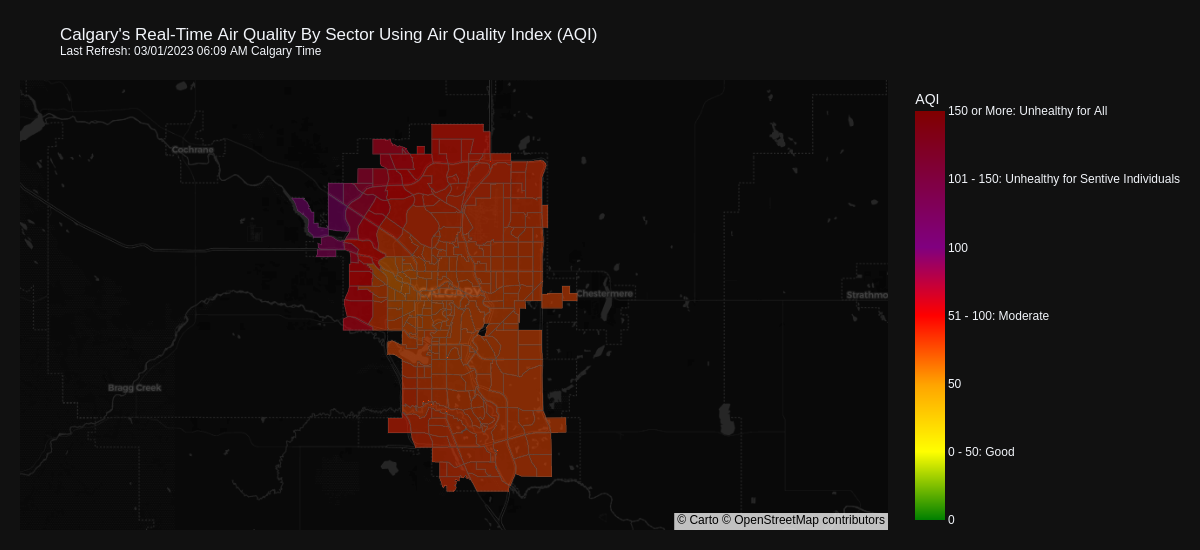 Calgary's Real-Time Air Quality By Sector Using Air Quality Index (AQI)
Last Refresh: 03/01/2023 06:09 AM Calgary Time
AQI
150 or More: Unhealthy for All
Cochrane
101 - 150: Unhealthy for Sentive Individuals
100
CALGARY
Chestermere
Strathmo
51 - 100: Moderate
Bragg Creek
50
0 - 50: Good
© Carto © OpenStreetMap contributors
0